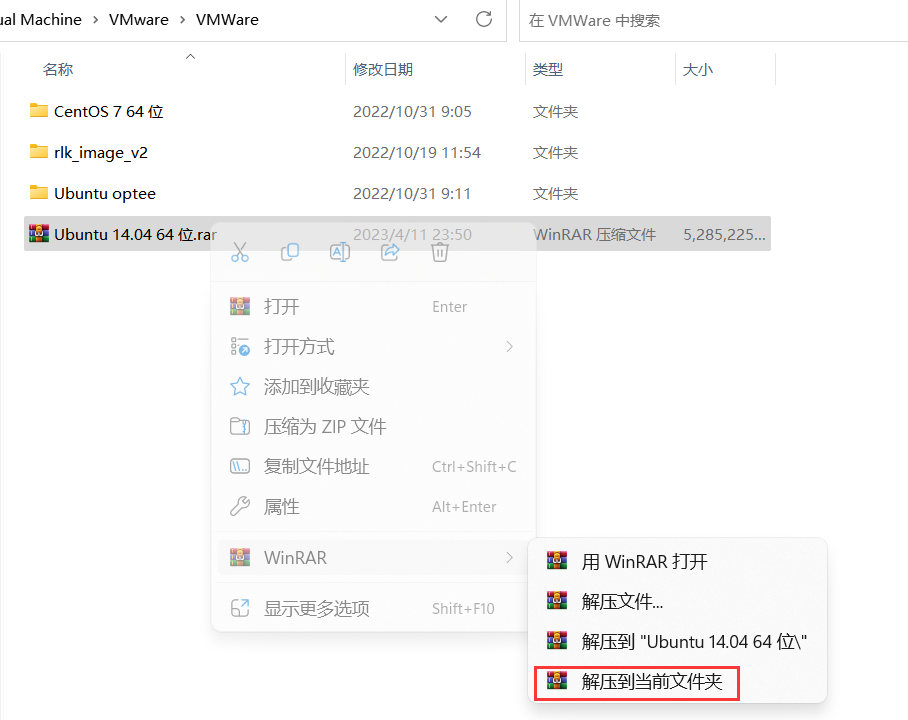 ual Machine › VMware › VMWare
在 VMWare 中搜索
名称 修改日期 类型 大小
CentOS 7 64 位 2022/10/31 9:05 文件夹
rlk_image_v2 2022/10/19 11:54 文件夹
Ubuntu optee 2022/10/31 9:11 文件夹
Ubuntu 14.04 64 位.rar 2023/4/11 23:50 WinRAR 压缩文件 5,285,225...
打开 Enter
打开方式
添加到收藏夹
压缩为 ZIP 文件
复制文件地址 Ctrl+Shift+C
属性 Alt+Enter
WinRAR
显示更多选项 Shift+F10
用 WinRAR 打开
解压文件...
解压到 "Ubuntu 14.04 64 位\"
解压到当前文件夹